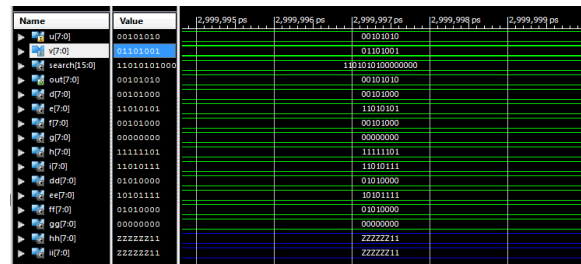 Name Value 2,999,995 ps 2,999,996 ps 2,999,997 ps 2,999,998 ps 2,999,999 ps
u[7:0] 00101010 00101010
v[7:0] 01101001 01101001
search[15:0] 11010101000 1101010100000000
out[7:0] 00101010 00101010
d[7:0] 00101000 00101000
e[7:0] 11010101 11010101
f[7:0] 00101000 00101000
g[7:0] 00000000 00000000
h[7:0] 11111101 11111101
i[7:0] 11010111 11010111
dd[7:0] 01010000 01010000
ee[7:0] 10101111 10101111
ff[7:0] 01010000 01010000
gg[7:0] 00000000 00000000
hh[7:0] ZZZZZZ11 ZZZZZZ11
ii[7:0] ZZZZZZ11 ZZZZZZ11